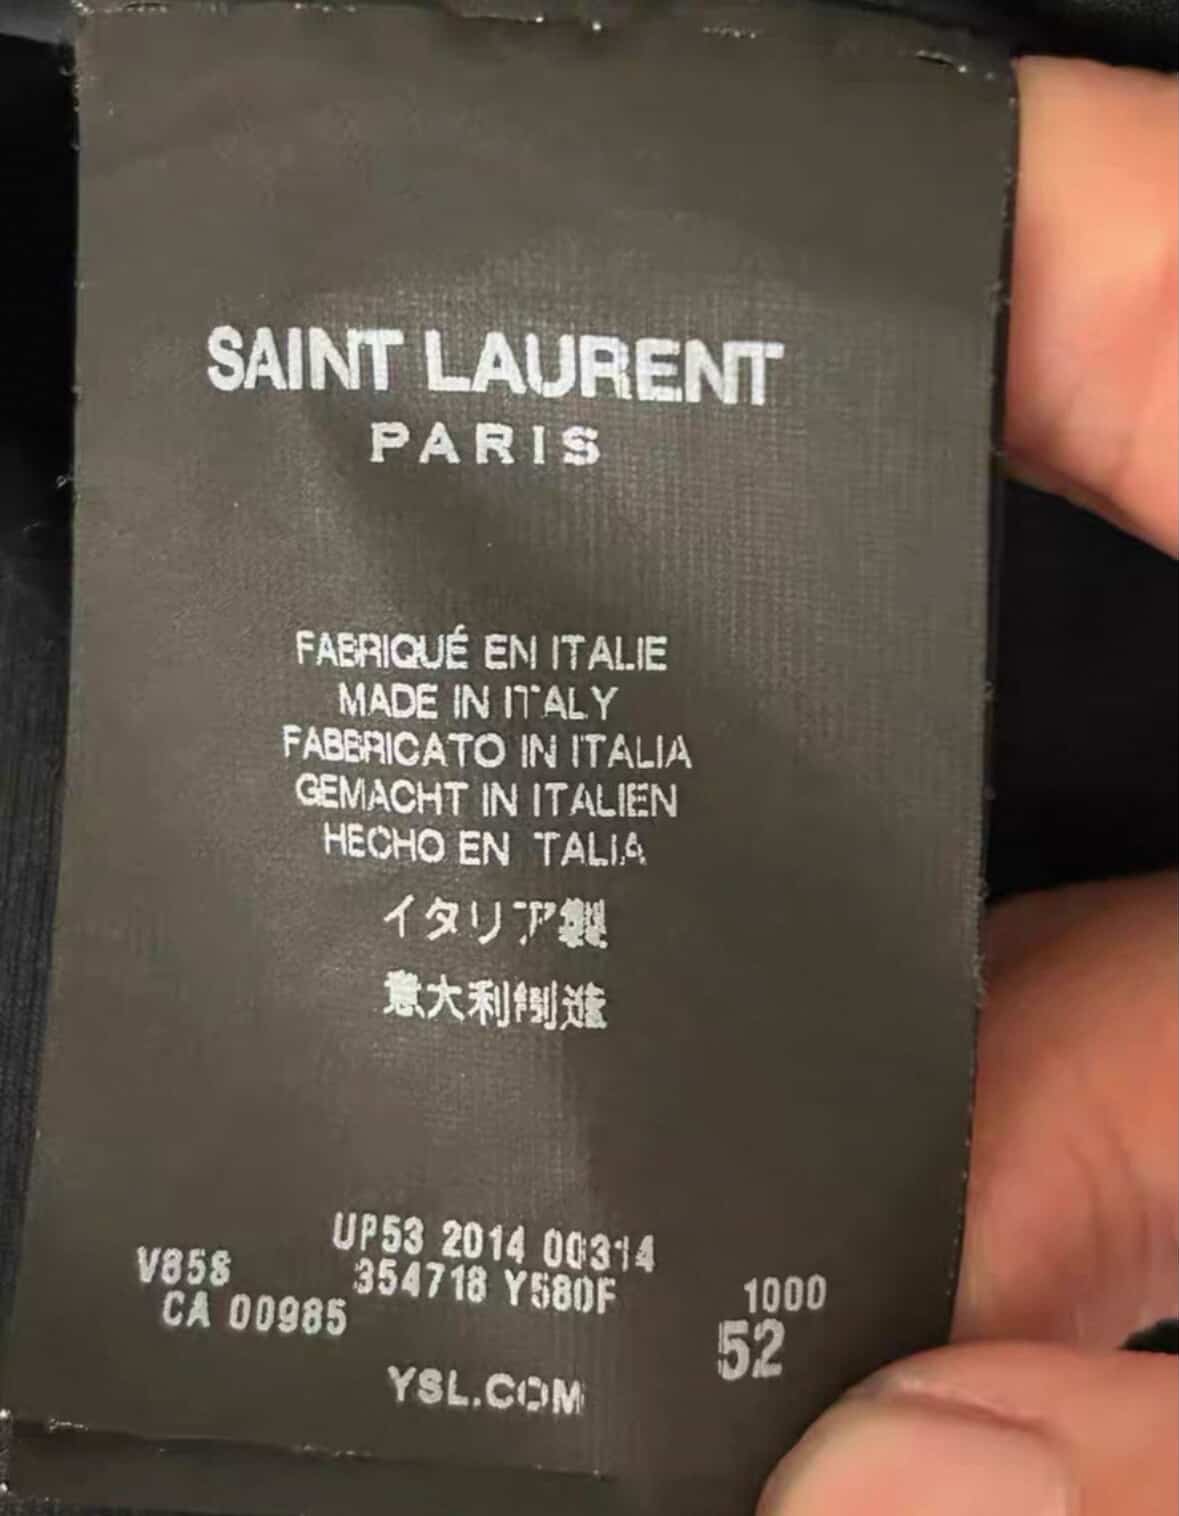 SAINT LAURENT
PARIS
FABRIQUÉ EN ITALIE
MADE IN ITALY
FABBRICATO IN ITALIA
GEMACHT IN ITALIEN
HECHO EN ITALIA
イタリア製
意大利制造
UP53 2014 00314
V858 354718 Y580F 1000
CA 00985 52
YSL.COM